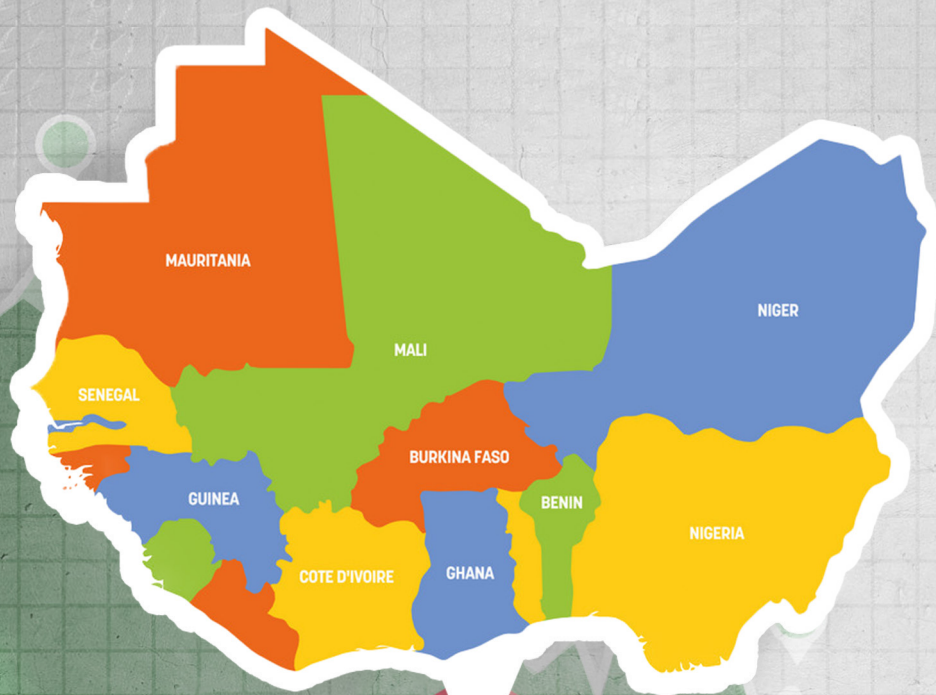 MAURITANIA
NIGER
MALI
SENEGAL
BURKINA FASO
GUINEA
BENIN
NIGERIA
COTE D'IVOIRE
GHANA